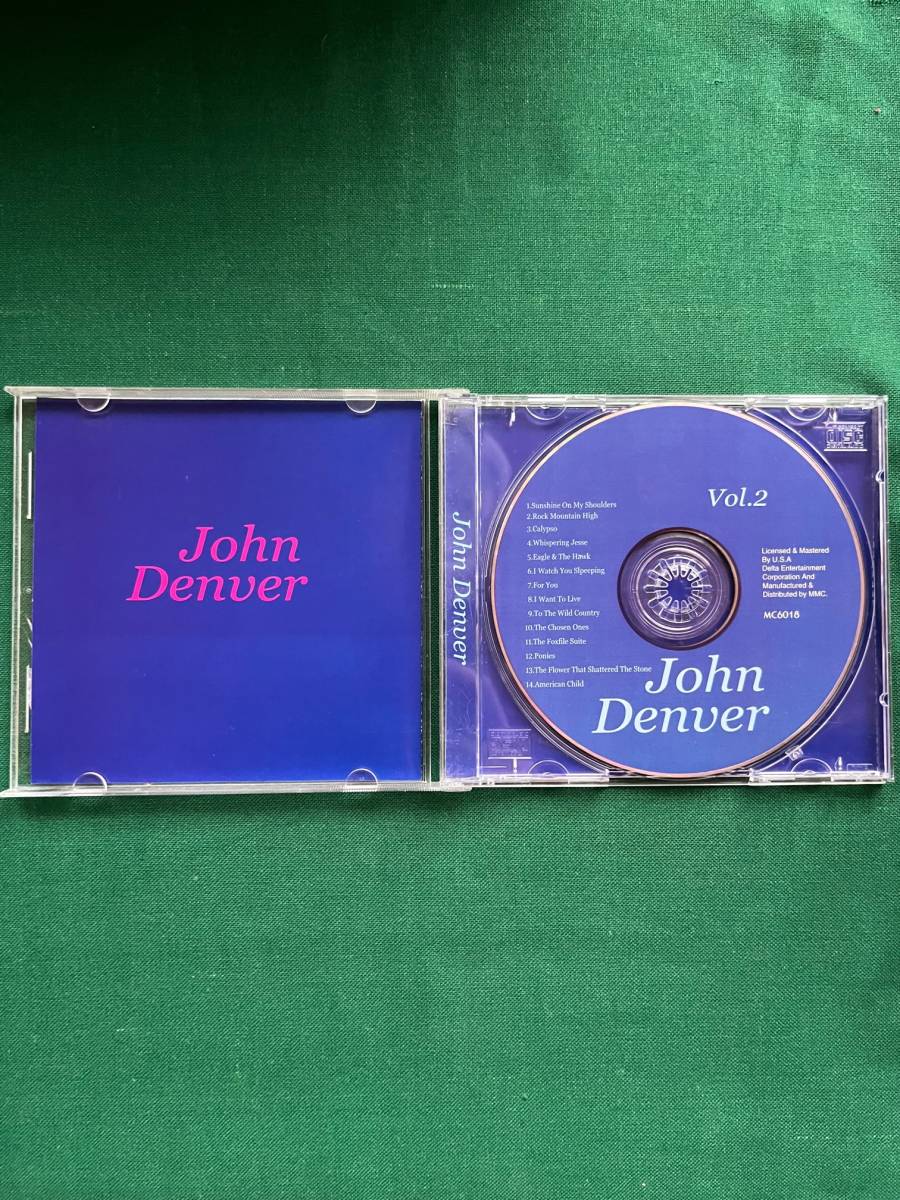 John
Denver
John Denver
Vol.2
1.Sunshine On My Shoulders
2.Rock Mountain High
3.Calypso
4.Whispering Jesse
5.Eagle & The Hawk
6.I Watch You Slpeeping
7.For You
8.I Want To Live
9.To The Wild Country
10.The Chosen Ones
11.The Foxfile Suite
12.Ponies
13.The Flower That Shattered The Stone
14.American Child
Licensed & Mastered
By U.S.A
Delta Entertainment
Corporation And
Manufactured &
Distributed by MMC.
MC6018
John
Denver